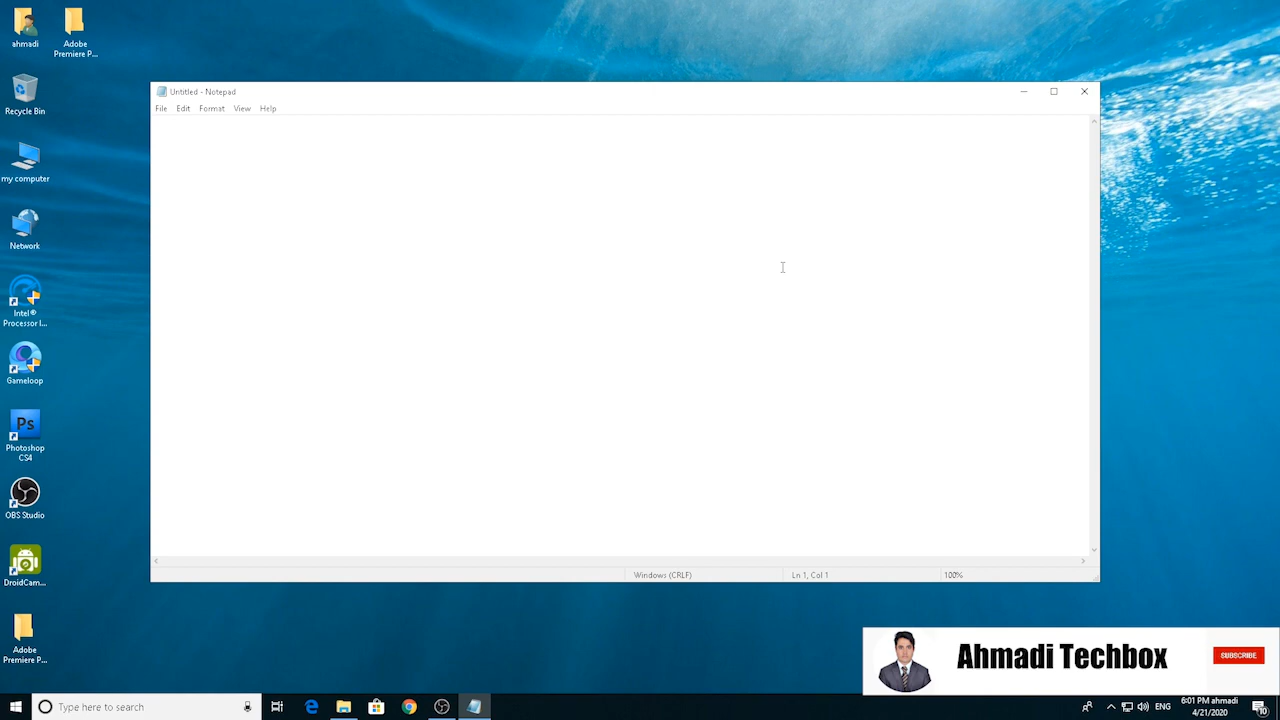 ahmadi
Adobe
Premiere P...
Recycle Bin
my computer
Network
Intel®
Processor I...
Gameloop
Ps
Photoshop
CS4
OBS Studio
DroidCam...
Adobe
Premiere P...
Untitled - Notepad
File Edit Format View Help
Windows (CRLF) Ln 1, Col 1 100%
Ahmadi Techbox
SUBSCRIBE
Type here to search
ENG
6:01 PM ahmadi
4/21/2020
10